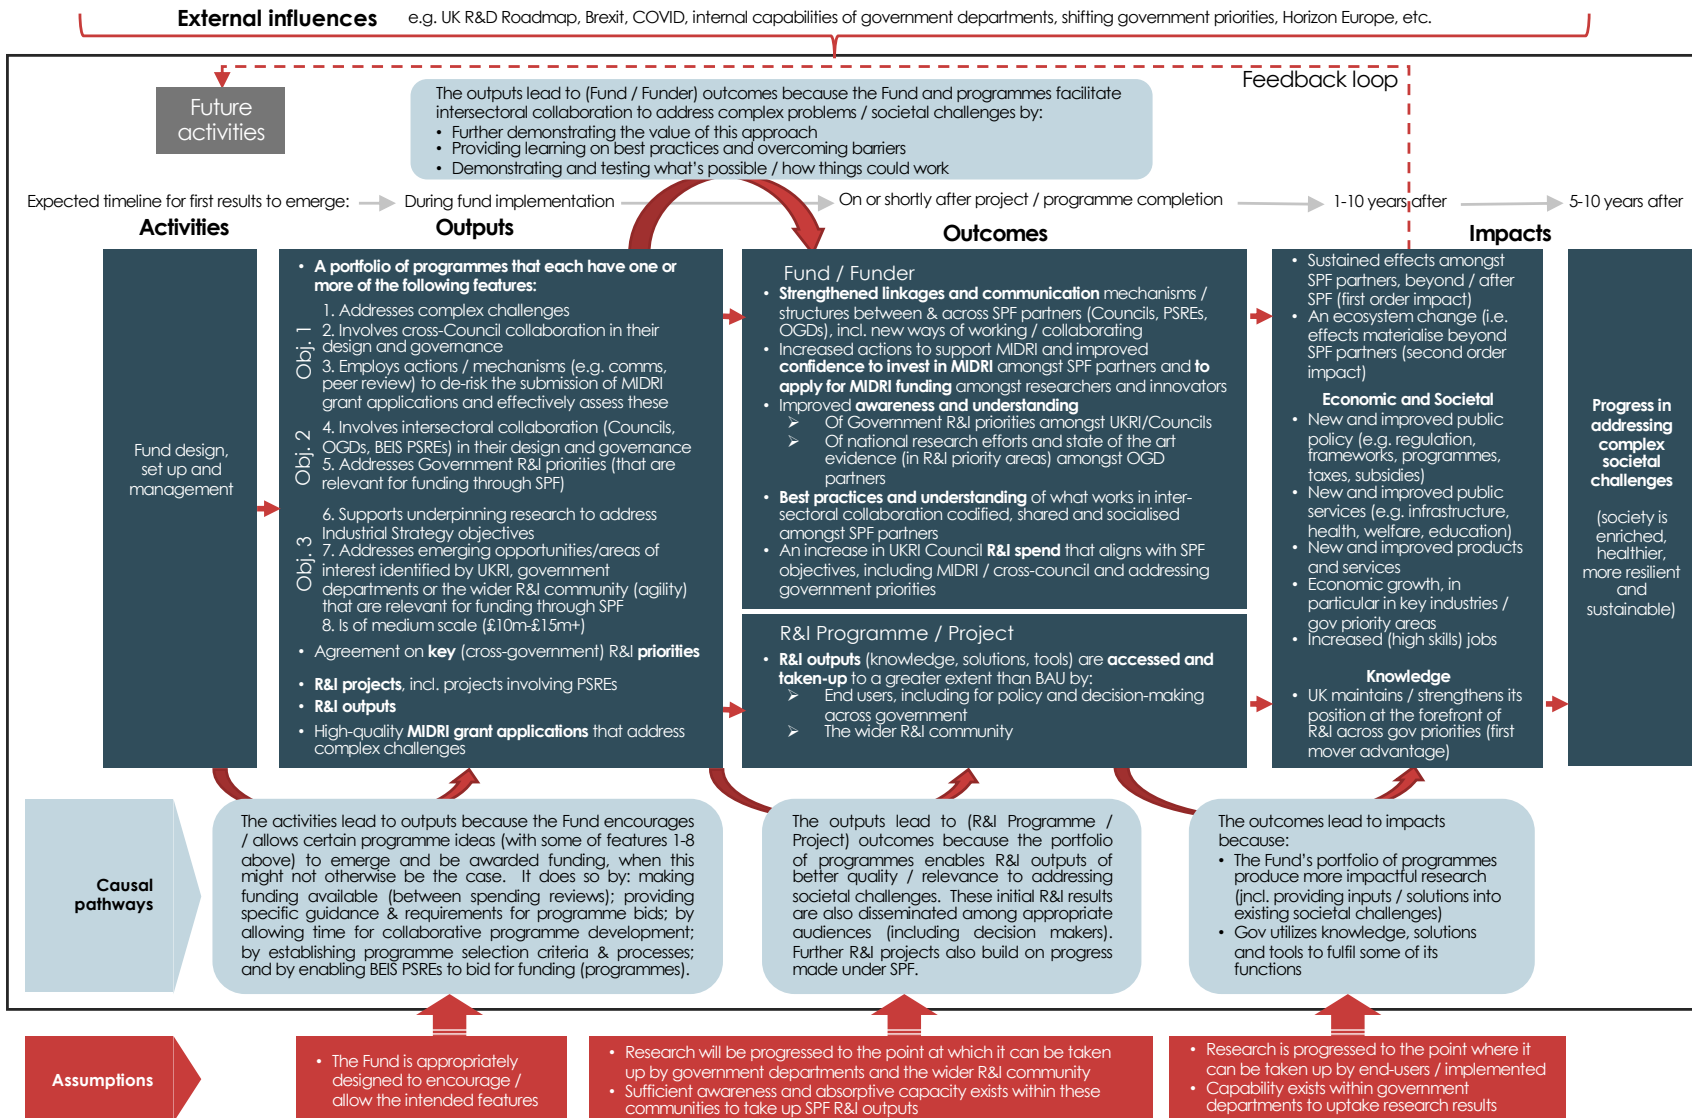 External influences e.g. UK R&D Roadmap, Brexit, COVID, internal capabilities of government departments, shifting government priorities, Horizon Europe, etc.
Feedback loop
Future
activities
The outputs lead to (Fund / Funder) outcomes because the Fund and programmes facilitate
intersectoral collaboration to address complex problems / societal challenges by:
• Further demonstrating the value of this approach
• Providing learning on best practices and overcoming barriers
• Demonstrating and testing what's possible / how things could work
Expected timeline for first results to emerge: During fund implementation On or shortly after project / programme completion 1-10 years after 5-10 years after
Activities
Outputs
Outcomes
Impacts
Fund design,
set up and
management
• A portfolio of programmes that each have one or
more of the following features:
Obj. 1
1. Addresses complex challenges
2. Involves cross-Council collaboration in their
design and governance
3. Employs actions / mechanisms (e.g. comms,
peer review) to de-risk the submission of MIDRI
grant applications and effectively assess these
Obj. 2
4. Involves intersectoral collaboration (Councils,
OGDs, BEIS PSREs) in their design and governance
5. Addresses Government R&I priorities (that are
relevant for funding through SPF)
Obj. 3
6. Supports underpinning research to address
Industrial Strategy objectives
7. Addresses emerging opportunities/areas of
interest identified by UKRI, government
departments or the wider R&I community (agility)
that are relevant for funding through SPF
8. Is of medium scale (£10m-£15m+)
• Agreement on key (cross-government) R&I priorities
• R&I projects, incl. projects involving PSREs
• R&I outputs
• High-quality MIDRI grant applications that address
complex challenges
Fund / Funder
• Strengthened linkages and communication mechanisms /
structures between & across SPF partners (Councils, PSREs,
OGDs), incl. new ways of working / collaborating
• Increased actions to support MIDRI and improved
confidence to invest in MIDRI amongst SPF partners and to
apply for MIDRI funding amongst researchers and innovators
• Improved awareness and understanding
➢ Of Government R&I priorities amongst UKRI/Councils
➢ Of national research efforts and state of the art
evidence (in R&I priority areas) amongst OGD
partners
• Best practices and understanding of what works in inter-
sectoral collaboration codified, shared and socialised
amongst SPF partners
• An increase in UKRI Council R&I spend that aligns with SPF
objectives, including MIDRI / cross-council and addressing
government priorities
R&I Programme / Project
• R&I outputs (knowledge, solutions, tools) are accessed and
taken-up to a greater extent than BAU by:
➢ End users, including for policy and decision-making
across government
➢ The wider R&I community
• Sustained effects amongst
SPF partners, beyond / after
SPF (first order impact)
• An ecosystem change (i.e.
effects materialise beyond
SPF partners (second order
impact)
Economic and Societal
• New and improved public
policy (e.g. regulation,
frameworks, programmes,
taxes, subsidies)
• New and improved public
services (e.g. infrastructure,
health, welfare, education)
• New and improved products
and services
• Economic growth, in
particular in key industries /
gov priority areas
• Increased (high skills) jobs
Knowledge
• UK maintains / strengthens its
position at the forefront of
R&I across gov priorities (first
mover advantage)
Progress in
addressing
complex
societal
challenges
(society is
enriched,
healthier,
more resilient
and
sustainable)
Causal
pathways
The activities lead to outputs because the Fund encourages
/ allows certain programme ideas (with some of features 1-8
above) to emerge and be awarded funding, when this
might not otherwise be the case. It does so by: making
funding available (between spending reviews); providing
specific guidance & requirements for programme bids; by
allowing time for collaborative programme development;
by establishing programme selection criteria & processes;
and by enabling BEIS PSREs to bid for funding (programmes).
The outputs lead to (R&I Programme /
Project) outcomes because the portfolio
of programmes enables R&I outputs of
better quality / relevance to addressing
societal challenges. These initial R&I results
are also disseminated among appropriate
audiences (including decision makers).
Further R&I projects also build on progress
made under SPF.
The outcomes lead to impacts
because:
• The Fund's portfolio of programmes
produce more impactful research
(jncl. providing inputs / solutions into
existing societal challenges)
• Gov utilizes knowledge, solutions
and tools to fulfil some of its
functions
Assumptions
• The Fund is appropriately
designed to encourage /
allow the intended features
• Research will be progressed to the point at which it can be taken
up by government departments and the wider R&I community
• Sufficient awareness and absorptive capacity exists within these
communities to take up SPF R&I outputs
• Research is progressed to the point where it
can be taken up by end-users / implemented
• Capability exists within government
departments to uptake research results